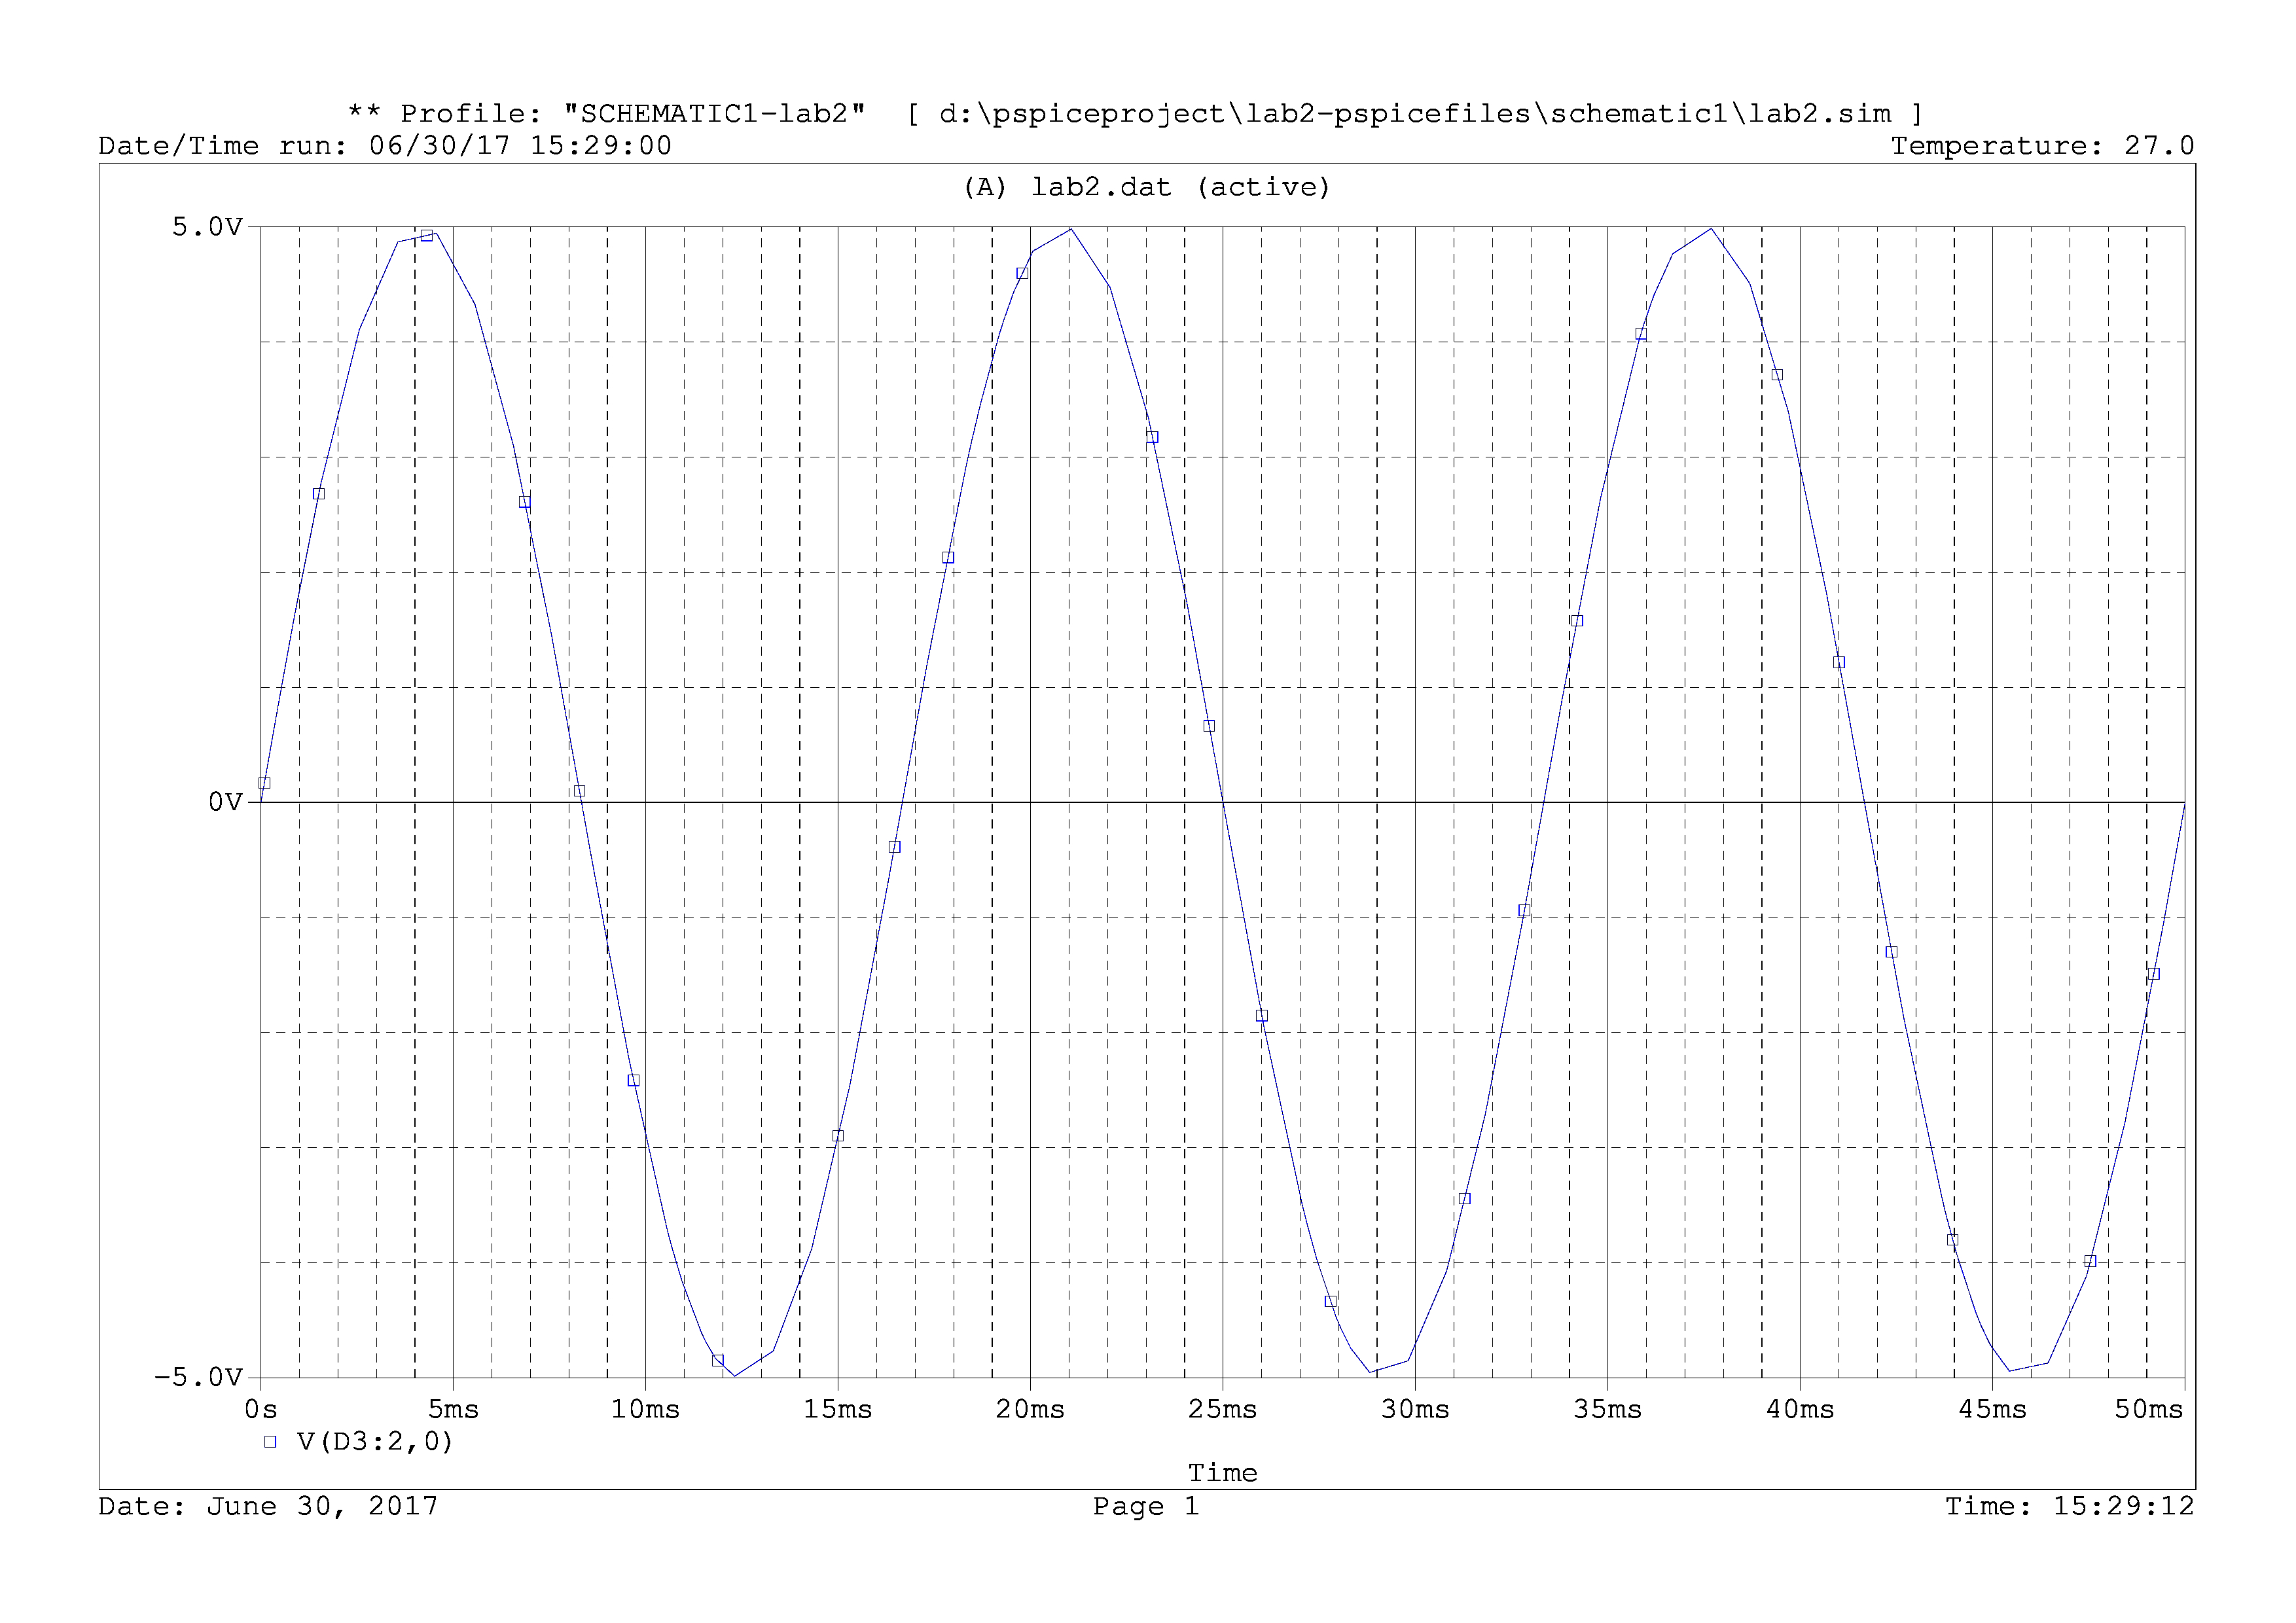 ** Profile: "SCHEMATIC1-lab2"  [ d:\pspiceproject\lab2-pspicefiles\schematic1\lab2.sim ]
Date/Time run: 06/30/17 15:29:00 Temperature: 27.0
(A) lab2.dat (active)
5.0V
0V
-5.0V
0s 5ms 10ms 15ms 20ms 25ms 30ms 35ms 40ms 45ms 50ms
V(D3:2,0)
Time
Date: June 30, 2017 Page 1 Time: 15:29:12